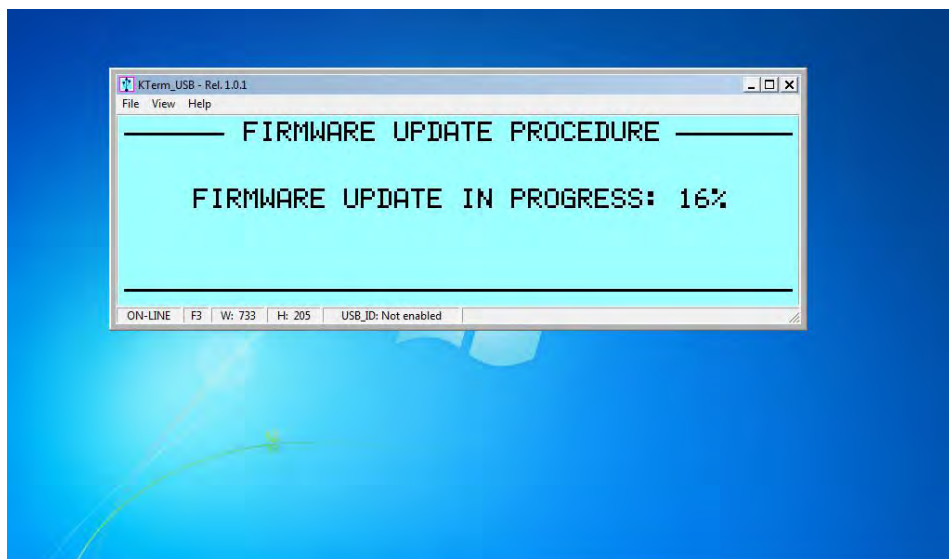 KTerm_USB - Rel. 1.0.1
File View Help
FIRMWARE UPDATE PROCEDURE
FIRMWARE UPDATE IN PROGRESS: 16%
ON-LINE F3 W: 733 H: 205 USB_ID: Not enabled